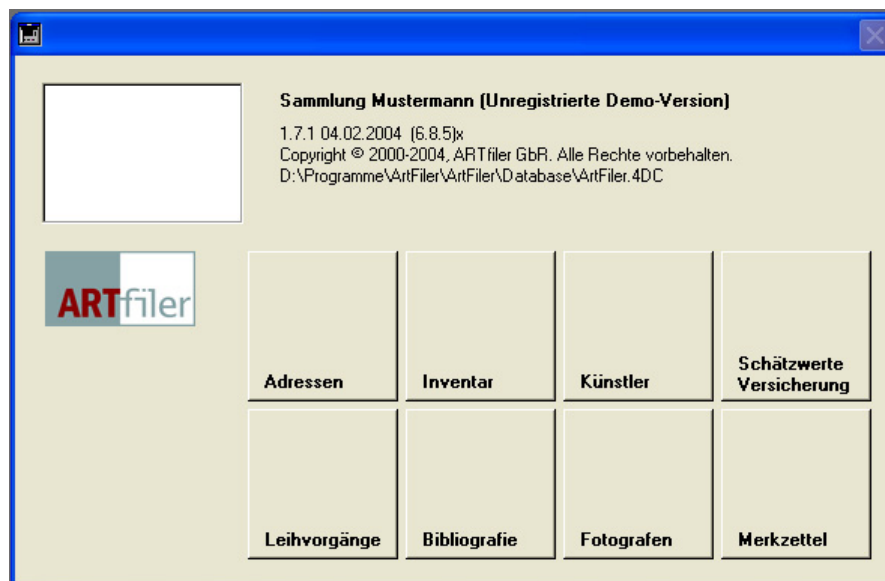 Sammlung Mustermann (Unregistrierte Demo-Version)
1.7.1 04.02.2004 (6.8.5)x
Copyright © 2000-2004, ARTfiler GbR. Alle Rechte vorbehalten.
D:\Programme\ArtFiler\ArtFiler\Database\ArtFiler.4DC
ARTfiler
Adressen
Inventar
Künstler
Schätzwerte
Versicherung
Leihvorgänge
Bibliografie
Fotografen
Merkzettel